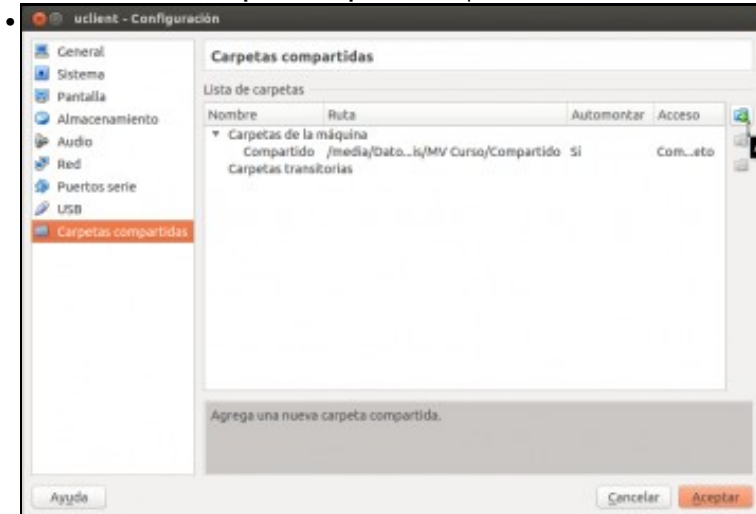 uclient - Configuración
General
Sistema
Pantalla
Almacenamiento
Audio
Red
Puertos serie
USB
Carpetas compartidas
Carpetas compartidas
Lista de carpetas
Nombre Ruta Automontar Acceso
Carpetas de la máquina
Compartido /media/Dato...is/MV Curso/Compartido Sí Com...eto
Carpetas transitorias
Agrega una nueva carpeta compartida.
Ayuda Cancelar Aceptar